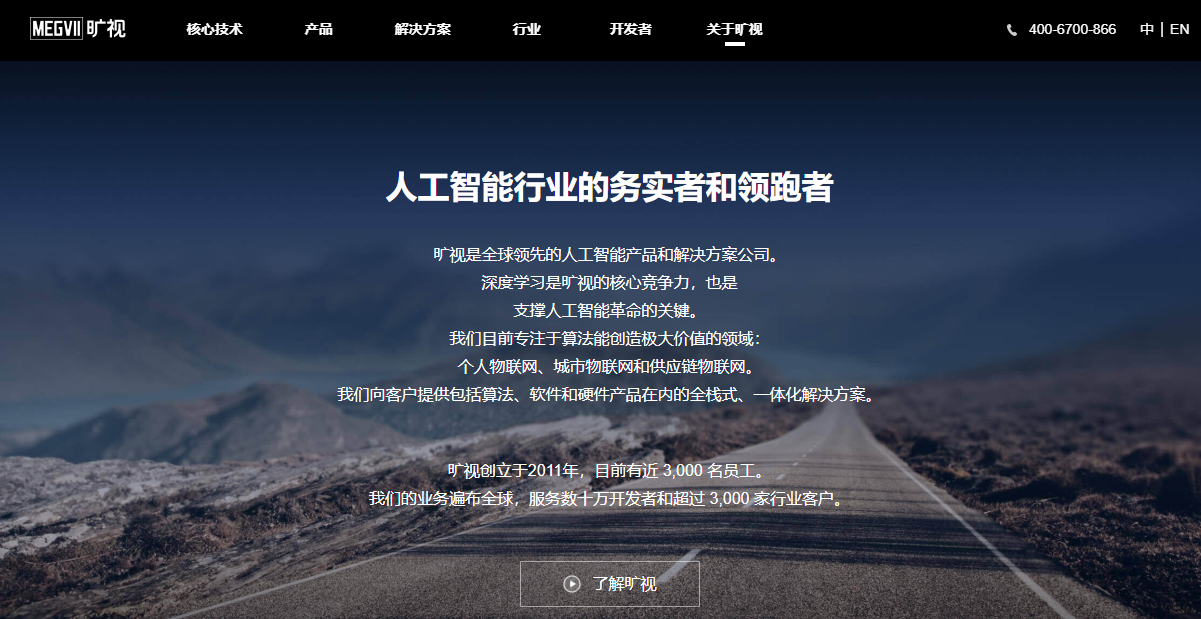 MEGVII 旷视 核心技术 产品 解决方案 行业 开发者 关于旷视 400-6700-866 中 | EN
人工智能行业的务实者和领跑者
旷视是全球领先的人工智能产品和解决方案公司。
深度学习是旷视的核心竞争力，也是
支撑人工智能革命的关键。
我们目前专注于算法能创造极大价值的领域：
个人物联网、城市物联网和供应链物联网。
我们向客户提供包括算法、软件和硬件产品在内的全栈式、一体化解决方案。
旷视创立于2011年，目前有近 3,000 名员工。
我们的业务遍布全球，服务数十万开发者和超过 3,000 家行业客户。
了解旷视